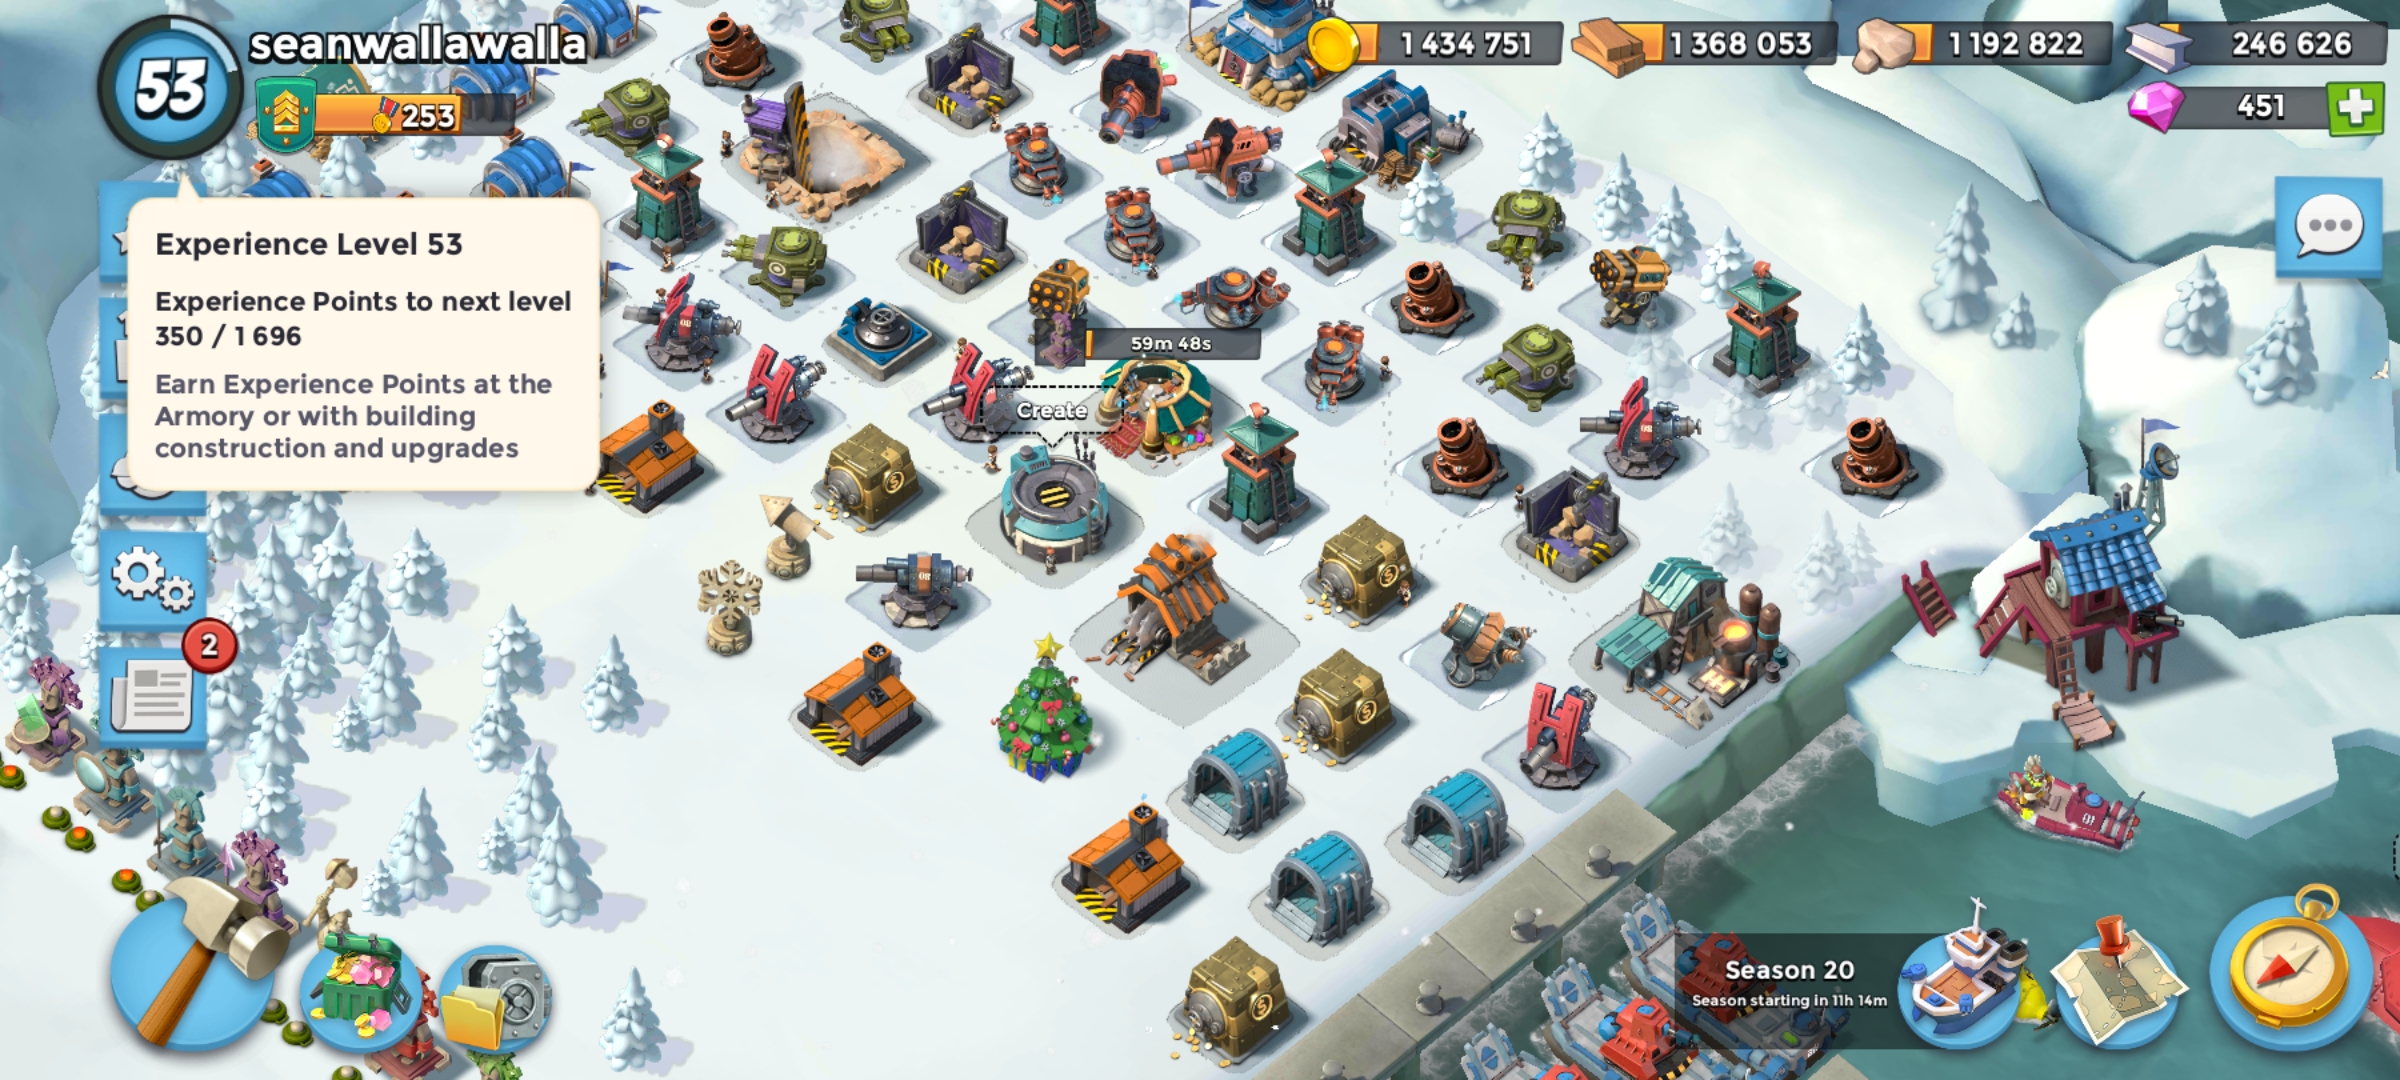 53
seanwallawalla
253
1 434 751
1 368 053
1 192 822
246 626
451
Experience Level 53
Experience Points to next level
350 / 1 696
Earn Experience Points at the
Armory or with building
construction and upgrades
59m 48s
Create
2
Season 20
Season starting in 11h 14m